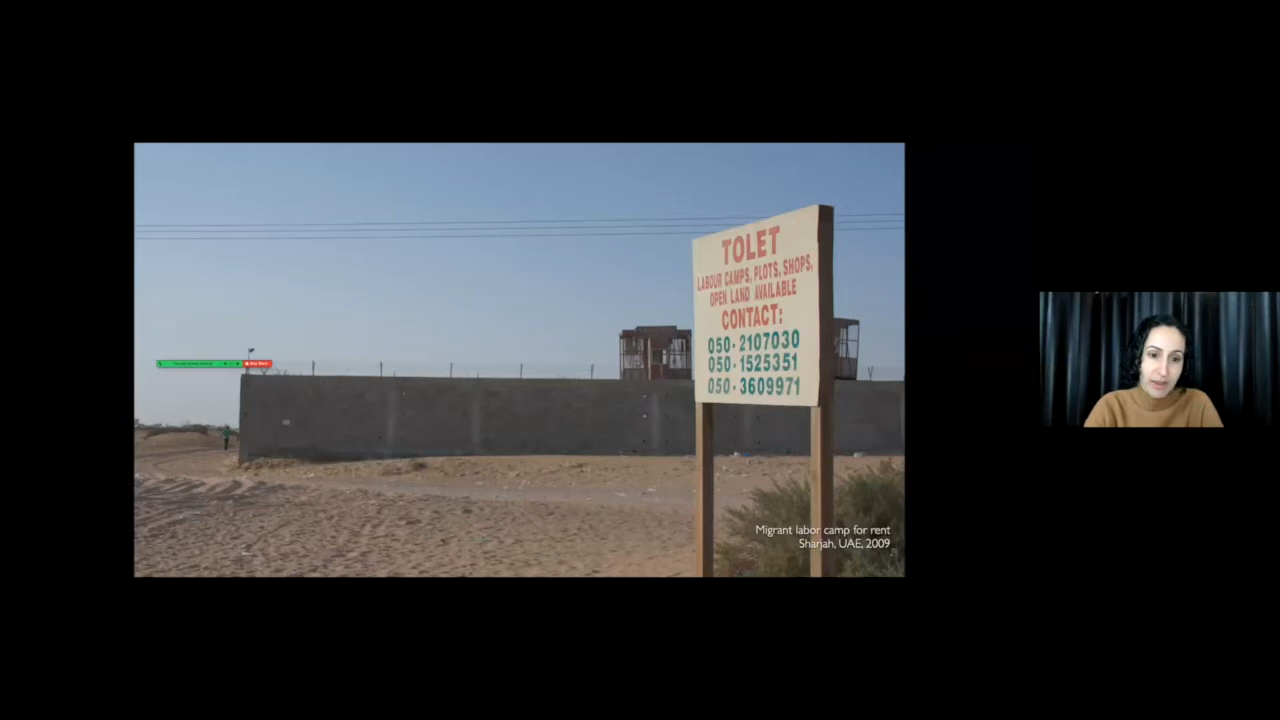 TOLET
LABOUR CAMPS, PLOTS, SHOPS,
OPEN LAND AVAILABLE
CONTACT:
050-2107030
050-1525351
050-3609971
Migrant labor camp for rent
Sharjah, UAE, 2009